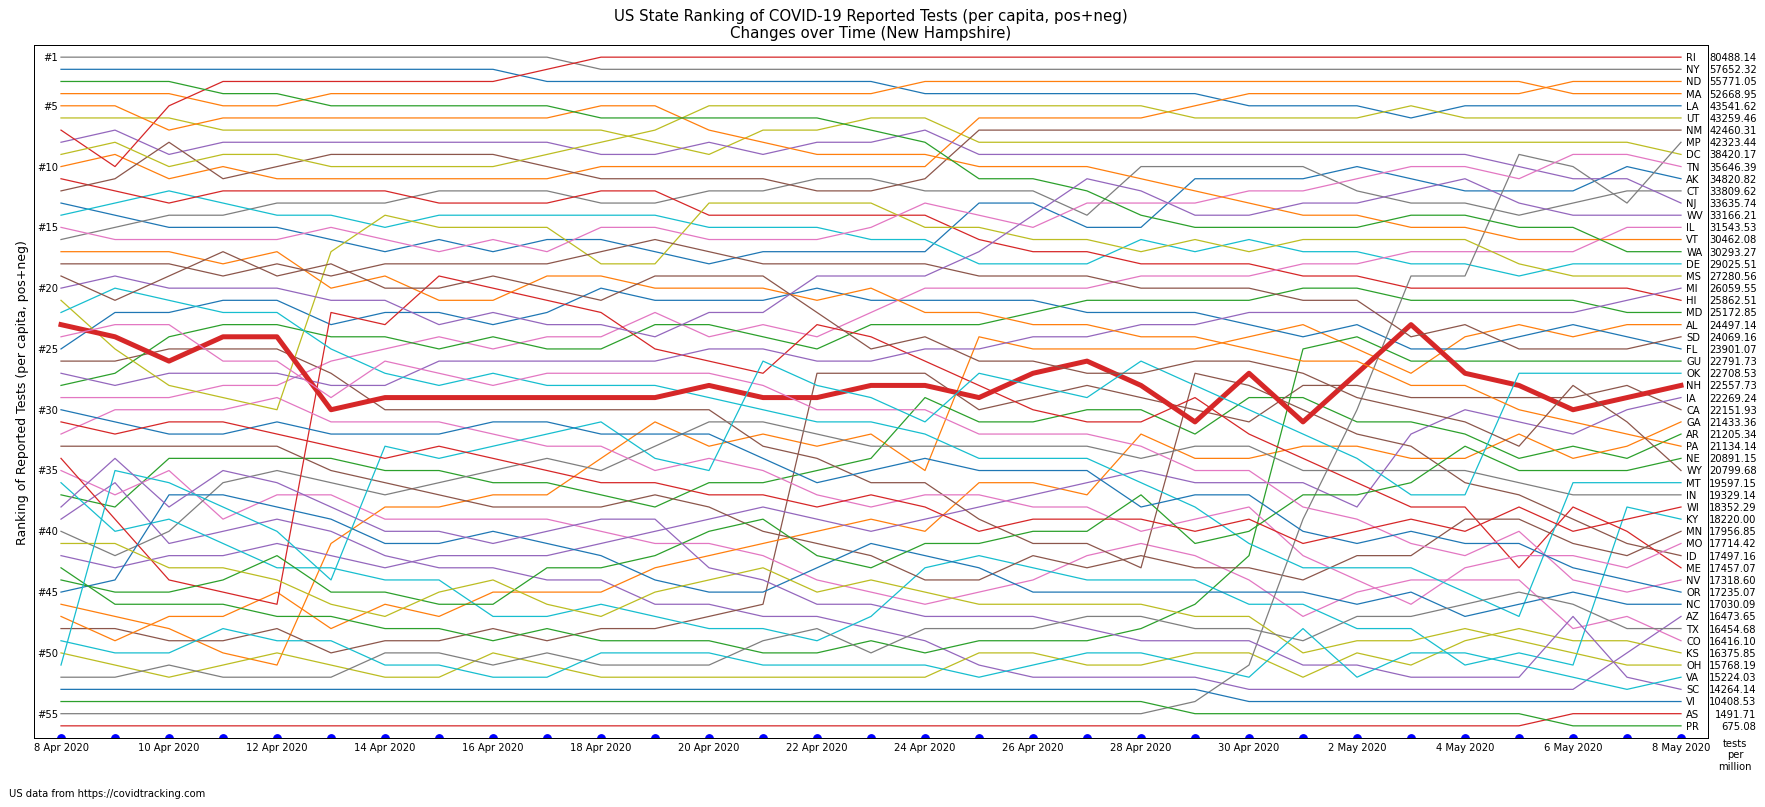 US State Ranking of COVID-19 Reported Tests (per capita, pos+neg)
Changes over Time (New Hampshire)
Ranking of Reported Tests (per capita, pos+neg)
#1
#5
#10
#15
#20
#25
#30
#35
#40
#45
#50
#55
RI 80488.14
NY 57652.32
ND 55771.05
MA 52668.95
LA 43541.62
UT 43259.46
NM 42460.31
MP 42323.44
DC 38420.17
TN 35646.39
AK 34820.82
CT 33809.62
NJ 33635.74
WV 33166.21
IL 31543.53
VT 30462.08
WA 30293.27
DE 29025.51
MS 27280.56
MI 26059.55
HI 25862.51
MD 25172.85
AL 24497.14
SD 24069.16
FL 23901.07
GU 22791.73
OK 22708.53
NH 22557.73
IA 22269.24
CA 22151.93
GA 21433.36
AR 21205.34
PA 21134.14
NE 20891.15
WY 20799.68
MT 19597.15
IN 19329.14
WI 18352.29
KY 18220.00
MN 17956.85
MO 17714.42
ID 17497.16
ME 17457.07
NV 17318.60
OR 17235.07
NC 17030.09
AZ 16473.65
TX 16454.68
CO 16416.10
KS 16375.85
OH 15768.19
VA 15224.03
SC 14264.14
VI 10408.53
AS 1491.71
PR 675.08
8 Apr 2020 10 Apr 2020 12 Apr 2020 14 Apr 2020 16 Apr 2020 18 Apr 2020 20 Apr 2020 22 Apr 2020 24 Apr 2020 26 Apr 2020 28 Apr 2020 30 Apr 2020 2 May 2020 4 May 2020 6 May 2020 8 May 2020
tests
per
million
US data from https://covidtracking.com